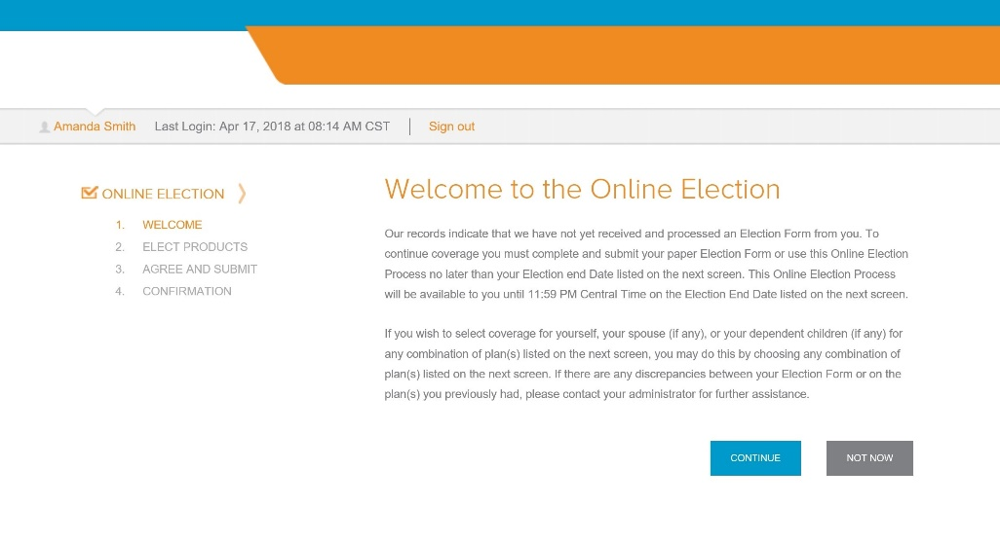 Amanda Smith Last Login: Apr 17, 2018 at 08:14 AM CST Sign out
ONLINE ELECTION
1. WELCOME
2. ELECT PRODUCTS
3. AGREE AND SUBMIT
4. CONFIRMATION
Welcome to the Online Election
Our records indicate that we have not yet received and processed an Election Form from you. To
continue coverage you must complete and submit your paper Election Form or use this Online Election
Process no later than your Election end Date listed on the next screen. This Online Election Process
will be available to you until 11:59 PM Central Time on the Election End Date listed on the next screen.
If you wish to select coverage for yourself, your spouse (if any), or your dependent children (if any) for
any combination of plan(s) listed on the next screen, you may do this by choosing any combination of
plan(s) listed on the next screen. If there are any discrepancies between your Election Form or on the
plan(s) you previously had, please contact your administrator for further assistance.
CONTINUE NOT NOW